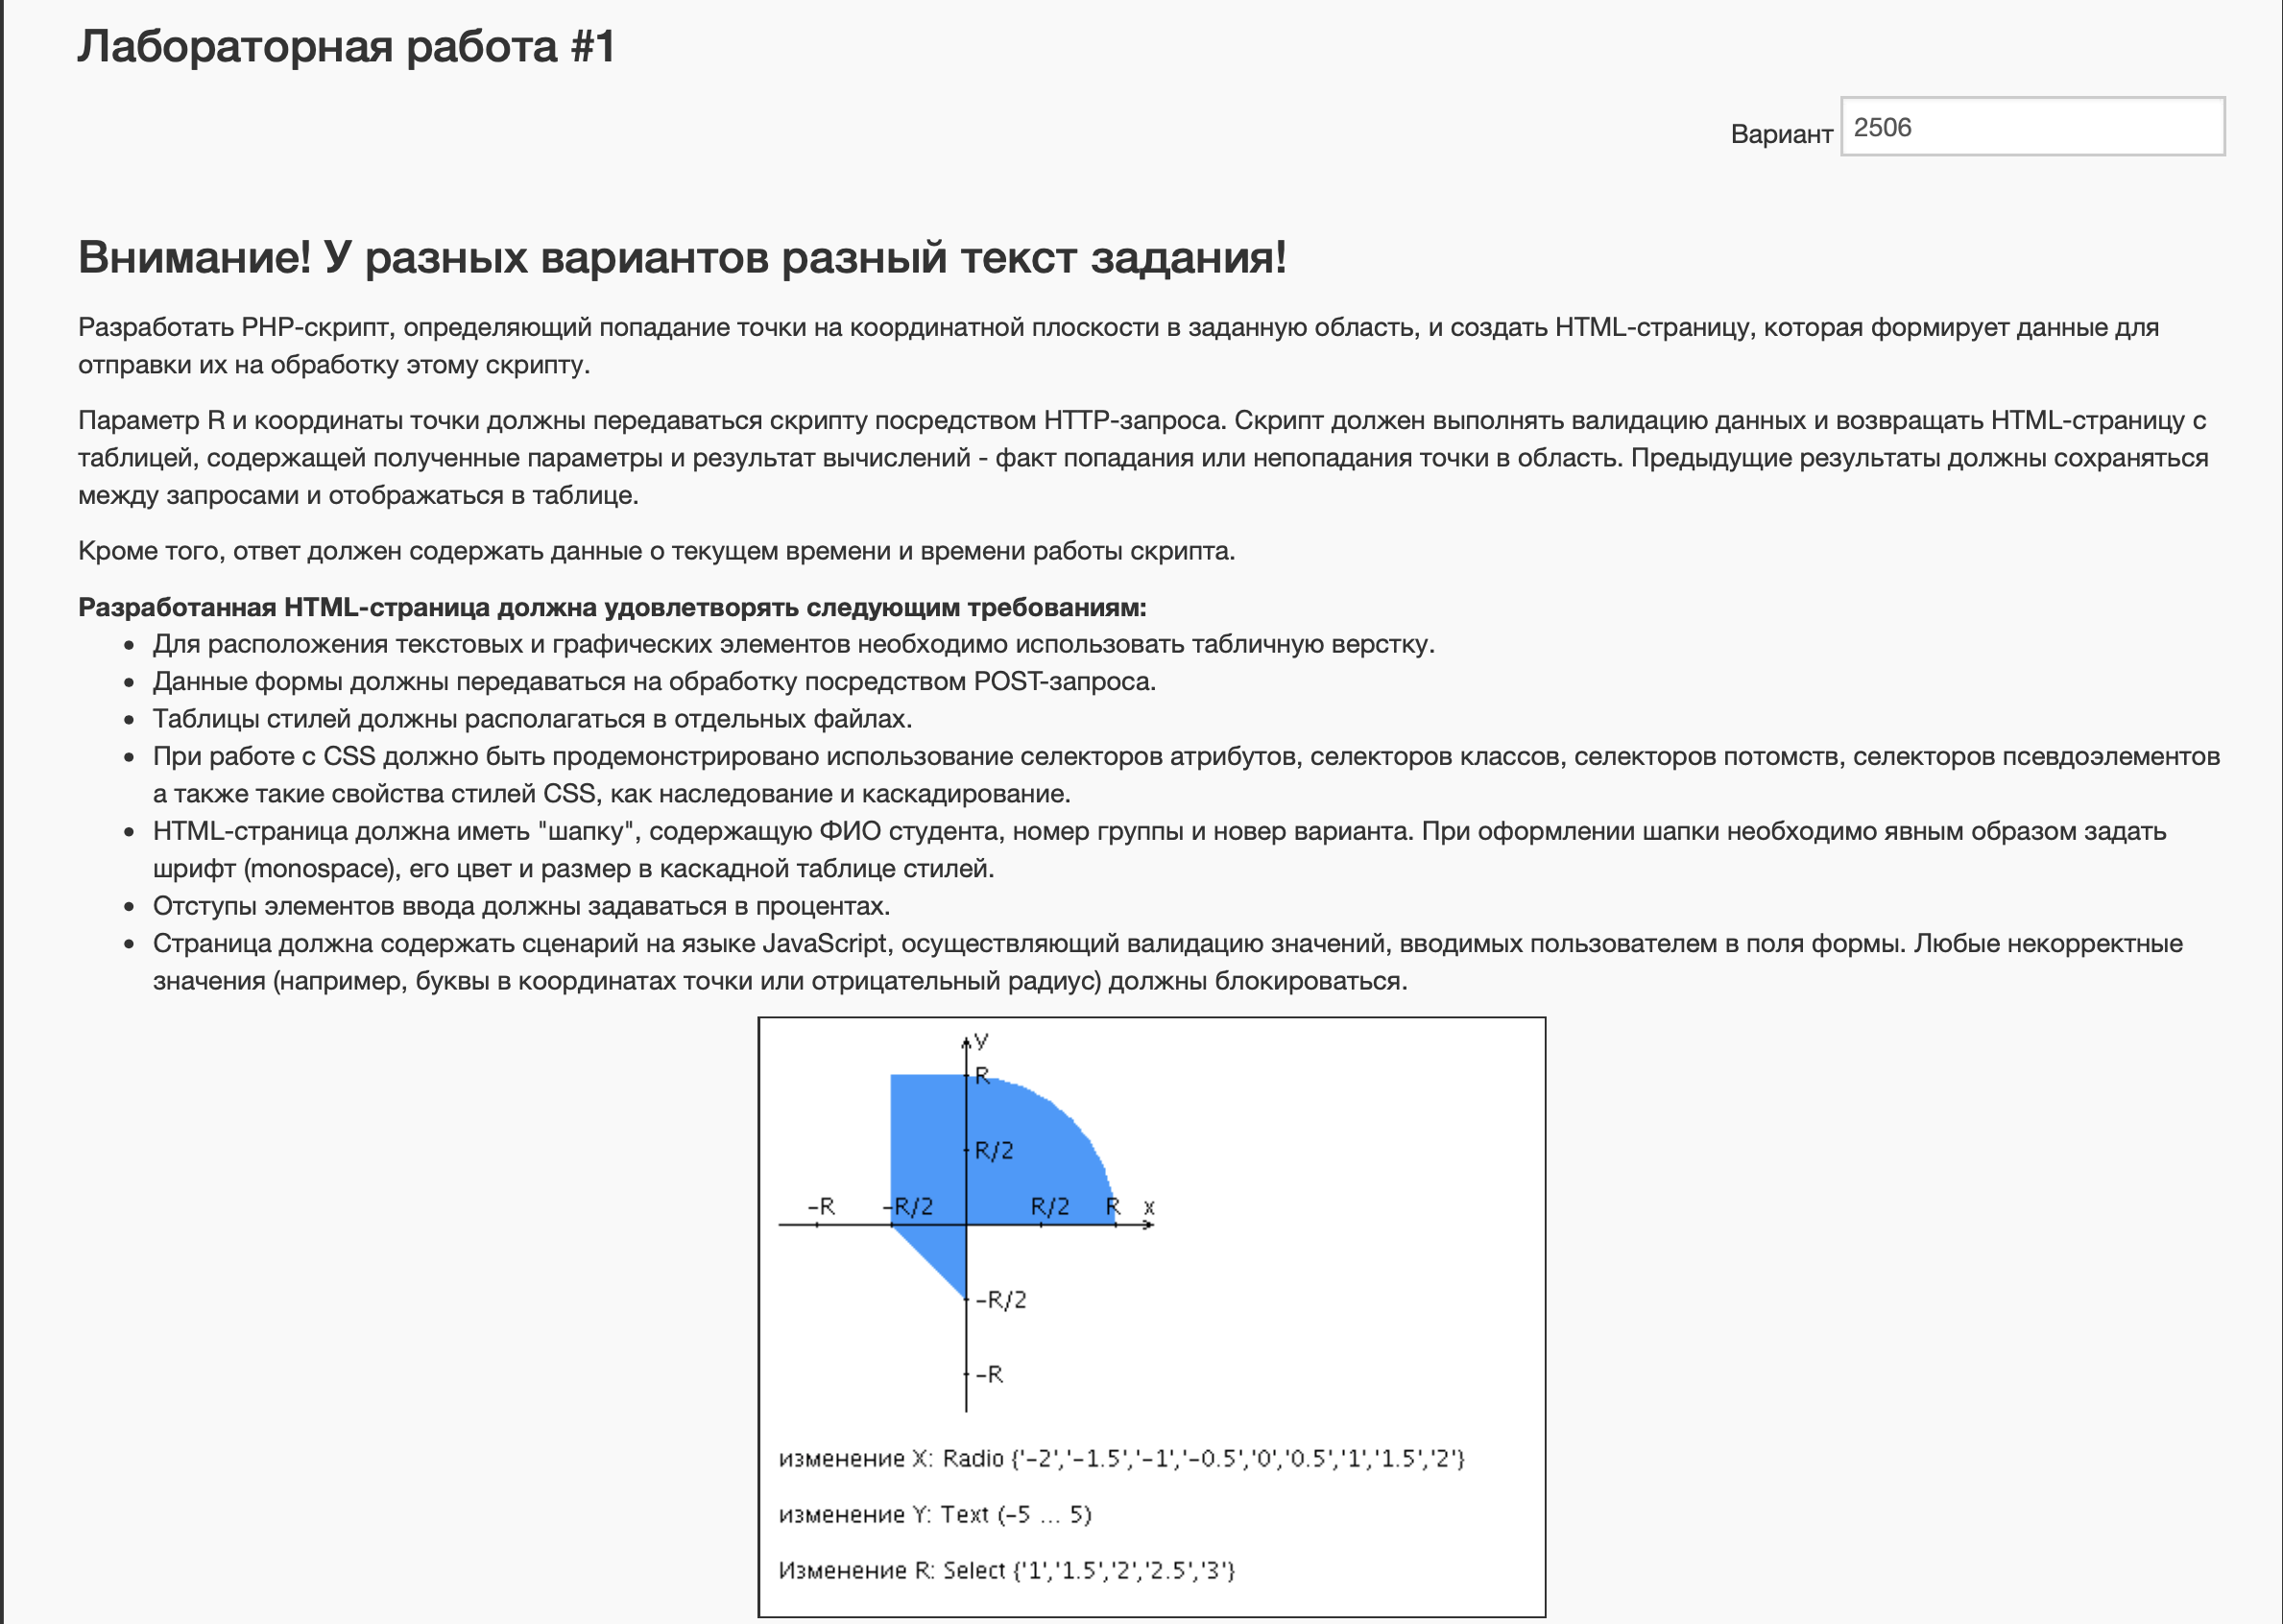 Лабораторная работа #1
Вариант 2506
Внимание! У разных вариантов разный текст задания!
Разработать PHP-скрипт, определяющий попадание точки на координатной плоскости в заданную область, и создать HTML-страницу, которая формирует данные для
отправки их на обработку этому скрипту.
Параметр R и координаты точки должны передаваться скрипту посредством HTTP-запроса. Скрипт должен выполнять валидацию данных и возвращать HTML-страницу с
таблицей, содержащей полученные параметры и результат вычислений - факт попадания или непопадания точки в область. Предыдущие результаты должны сохраняться
между запросами и отображаться в таблице.
Кроме того, ответ должен содержать данные о текущем времени и времени работы скрипта.
Разработанная HTML-страница должна удовлетворять следующим требованиям:
• Для расположения текстовых и графических элементов необходимо использовать табличную верстку.
• Данные формы должны передаваться на обработку посредством POST-запроса.
• Таблицы стилей должны располагаться в отдельных файлах.
• При работе с CSS должно быть продемонстрировано использование селекторов атрибутов, селекторов классов, селекторов потомств, селекторов псевдоэлементов
а также такие свойства стилей CSS, как наследование и каскадирование.
• HTML-страница должна иметь "шапку", содержащую ФИО студента, номер группы и новер варианта. При оформлении шапки необходимо явным образом задать
шрифт (monospace), его цвет и размер в каскадной таблице стилей.
• Отступы элементов ввода должны задаваться в процентах.
• Страница должна содержать сценарий на языке JavaScript, осуществляющий валидацию значений, вводимых пользователем в поля формы. Любые некорректные
значения (например, буквы в координатах точки или отрицательный радиус) должны блокироваться.
y
R
R/2
-R -R/2 R/2 R x
-R/2
-R
изменение X: Radio {'-2','-1.5','-1','-0.5','0','0.5','1','1.5','2'}
изменение Y: Text (-5 ... 5)
Изменение R: Select {'1','1.5','2','2.5','3'}